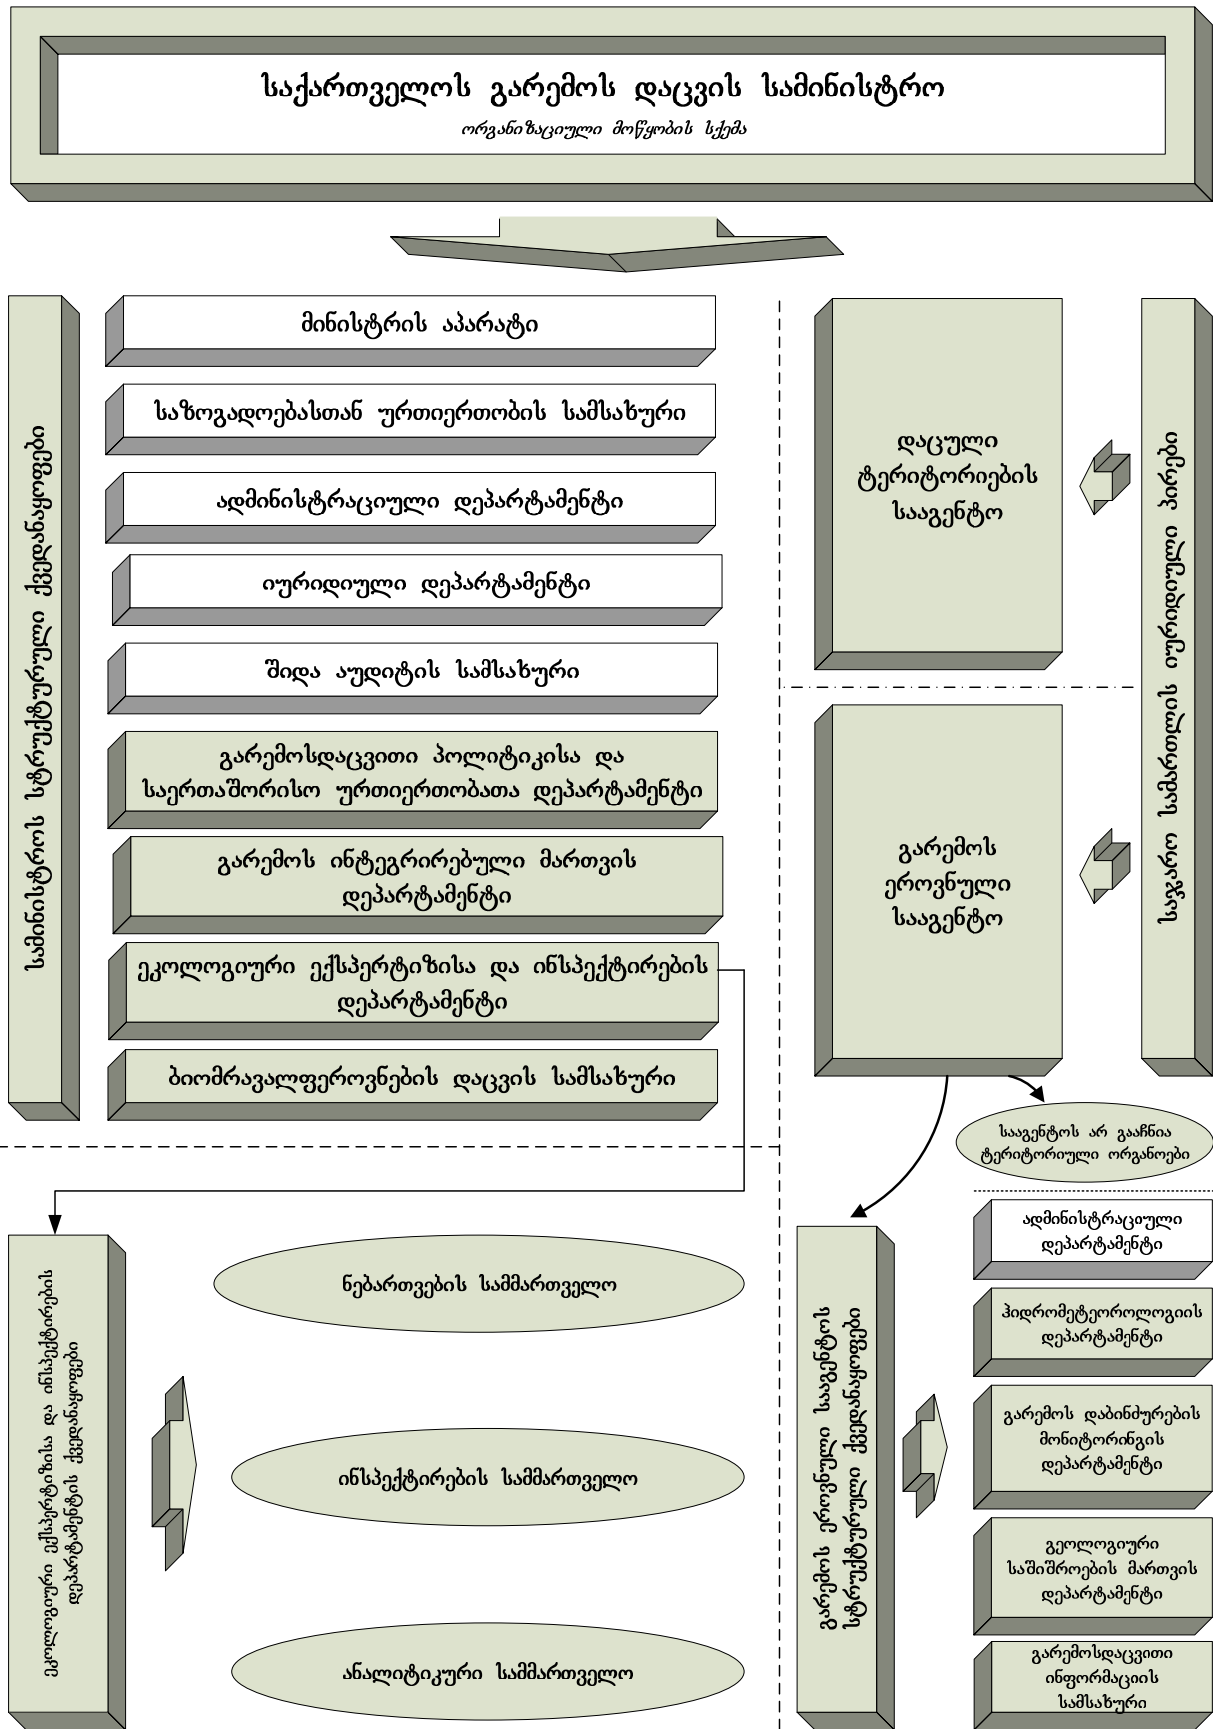 საქართველოს გარემოს დაცვის სამინისტრო
ორგანიზაციული მოწყობის სქემა
სამინისტროს სტრუქტურული ქვედანაყოფები
მინისტრის აპარატი
საზოგადოებასთან ურთიერთობის სამსახური
ადმინისტრაციული დეპარტამენტი
იურიდიული დეპარტამენტი
შიდა აუდიტის სამსახური
გარემოსდაცვითი პოლიტიკისა და
საერთაშორისო ურთიერთობათა დეპარტამენტი
გარემოს ინტეგრირებული მართვის
დეპარტამენტი
ეკოლოგიური ექსპერტიზისა და ინსპექტირების
დეპარტამენტი
ბიომრავალფეროვნების დაცვის სამსახური
დაცული
ტერიტორიების
სააგენტო
გარემოს
ეროვნული
სააგენტო
საჯარო სამართლის იურიდიული პირები
სააგენტოს არ გააჩნია
ტერიტორიული ორგანოები
ეკოლოგიური ექსპერტიზისა და ინსპექტირების
დეპარტამენტის ქვედანაყოფები
ნებართვების სამმართველო
ინსპექტირების სამმართველო
ანალიტიკური სამმართველო
გარემოს ეროვნული სააგენტოს
სტრუქტურული ქვედანაყოფები
ადმინისტრაციული
დეპარტამენტი
ჰიდრომეტეოროლოგიის
დეპარტამენტი
გარემოს დაბინძურების
მონიტორინგის
დეპარტამენტი
გეოლოგიური
საშიშროების მართვის
დეპარტამენტი
გარემოსდაცვითი
ინფორმაციის
სამსახური